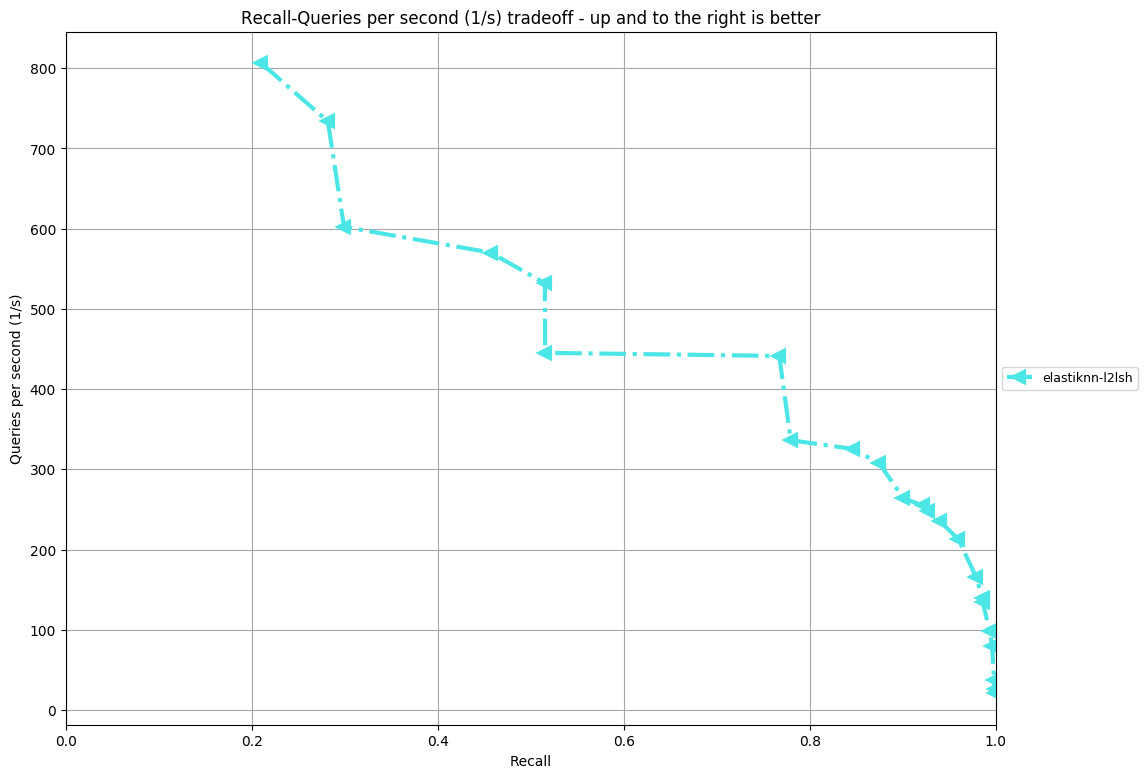 Recall-Queries per second (1/s) tradeoff - up and to the right is better
800
700
600
500
400
300
200
100
0
Queries per second (1/s)
0.0 0.2 0.4 0.6 0.8 1.0
Recall
elastiknn-l2lsh